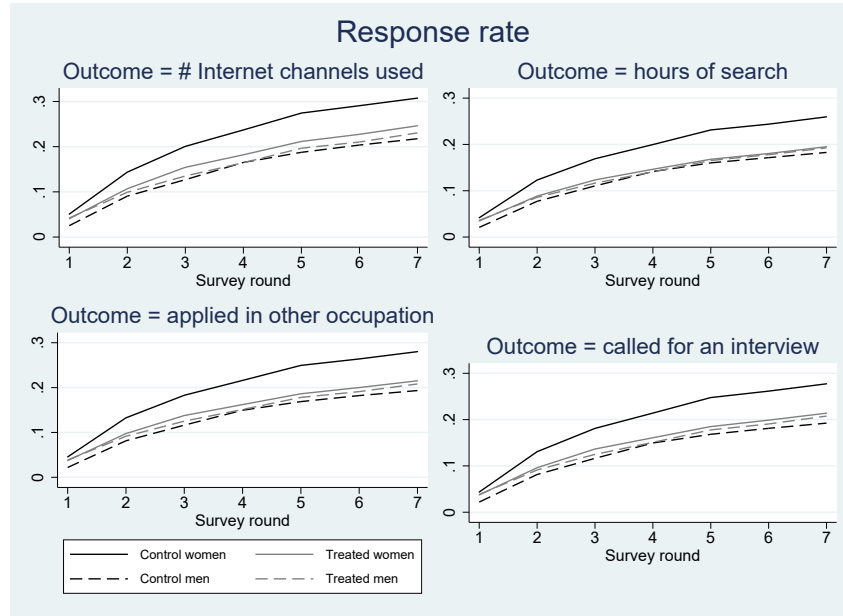 Response rate
Outcome = # Internet channels used
.3
.2
.1
0
1 2 3 4 5 6 7
Survey round
Outcome = hours of search
.3
.2
.1
0
1 2 3 4 5 6 7
Survey round
Outcome = applied in other occupation
.3
.2
.1
0
1 2 3 4 5 6 7
Survey round
Outcome = called for an interview
.3
.2
.1
0
1 2 3 4 5 6 7
Survey round
Control women Treated women
Control men Treated men